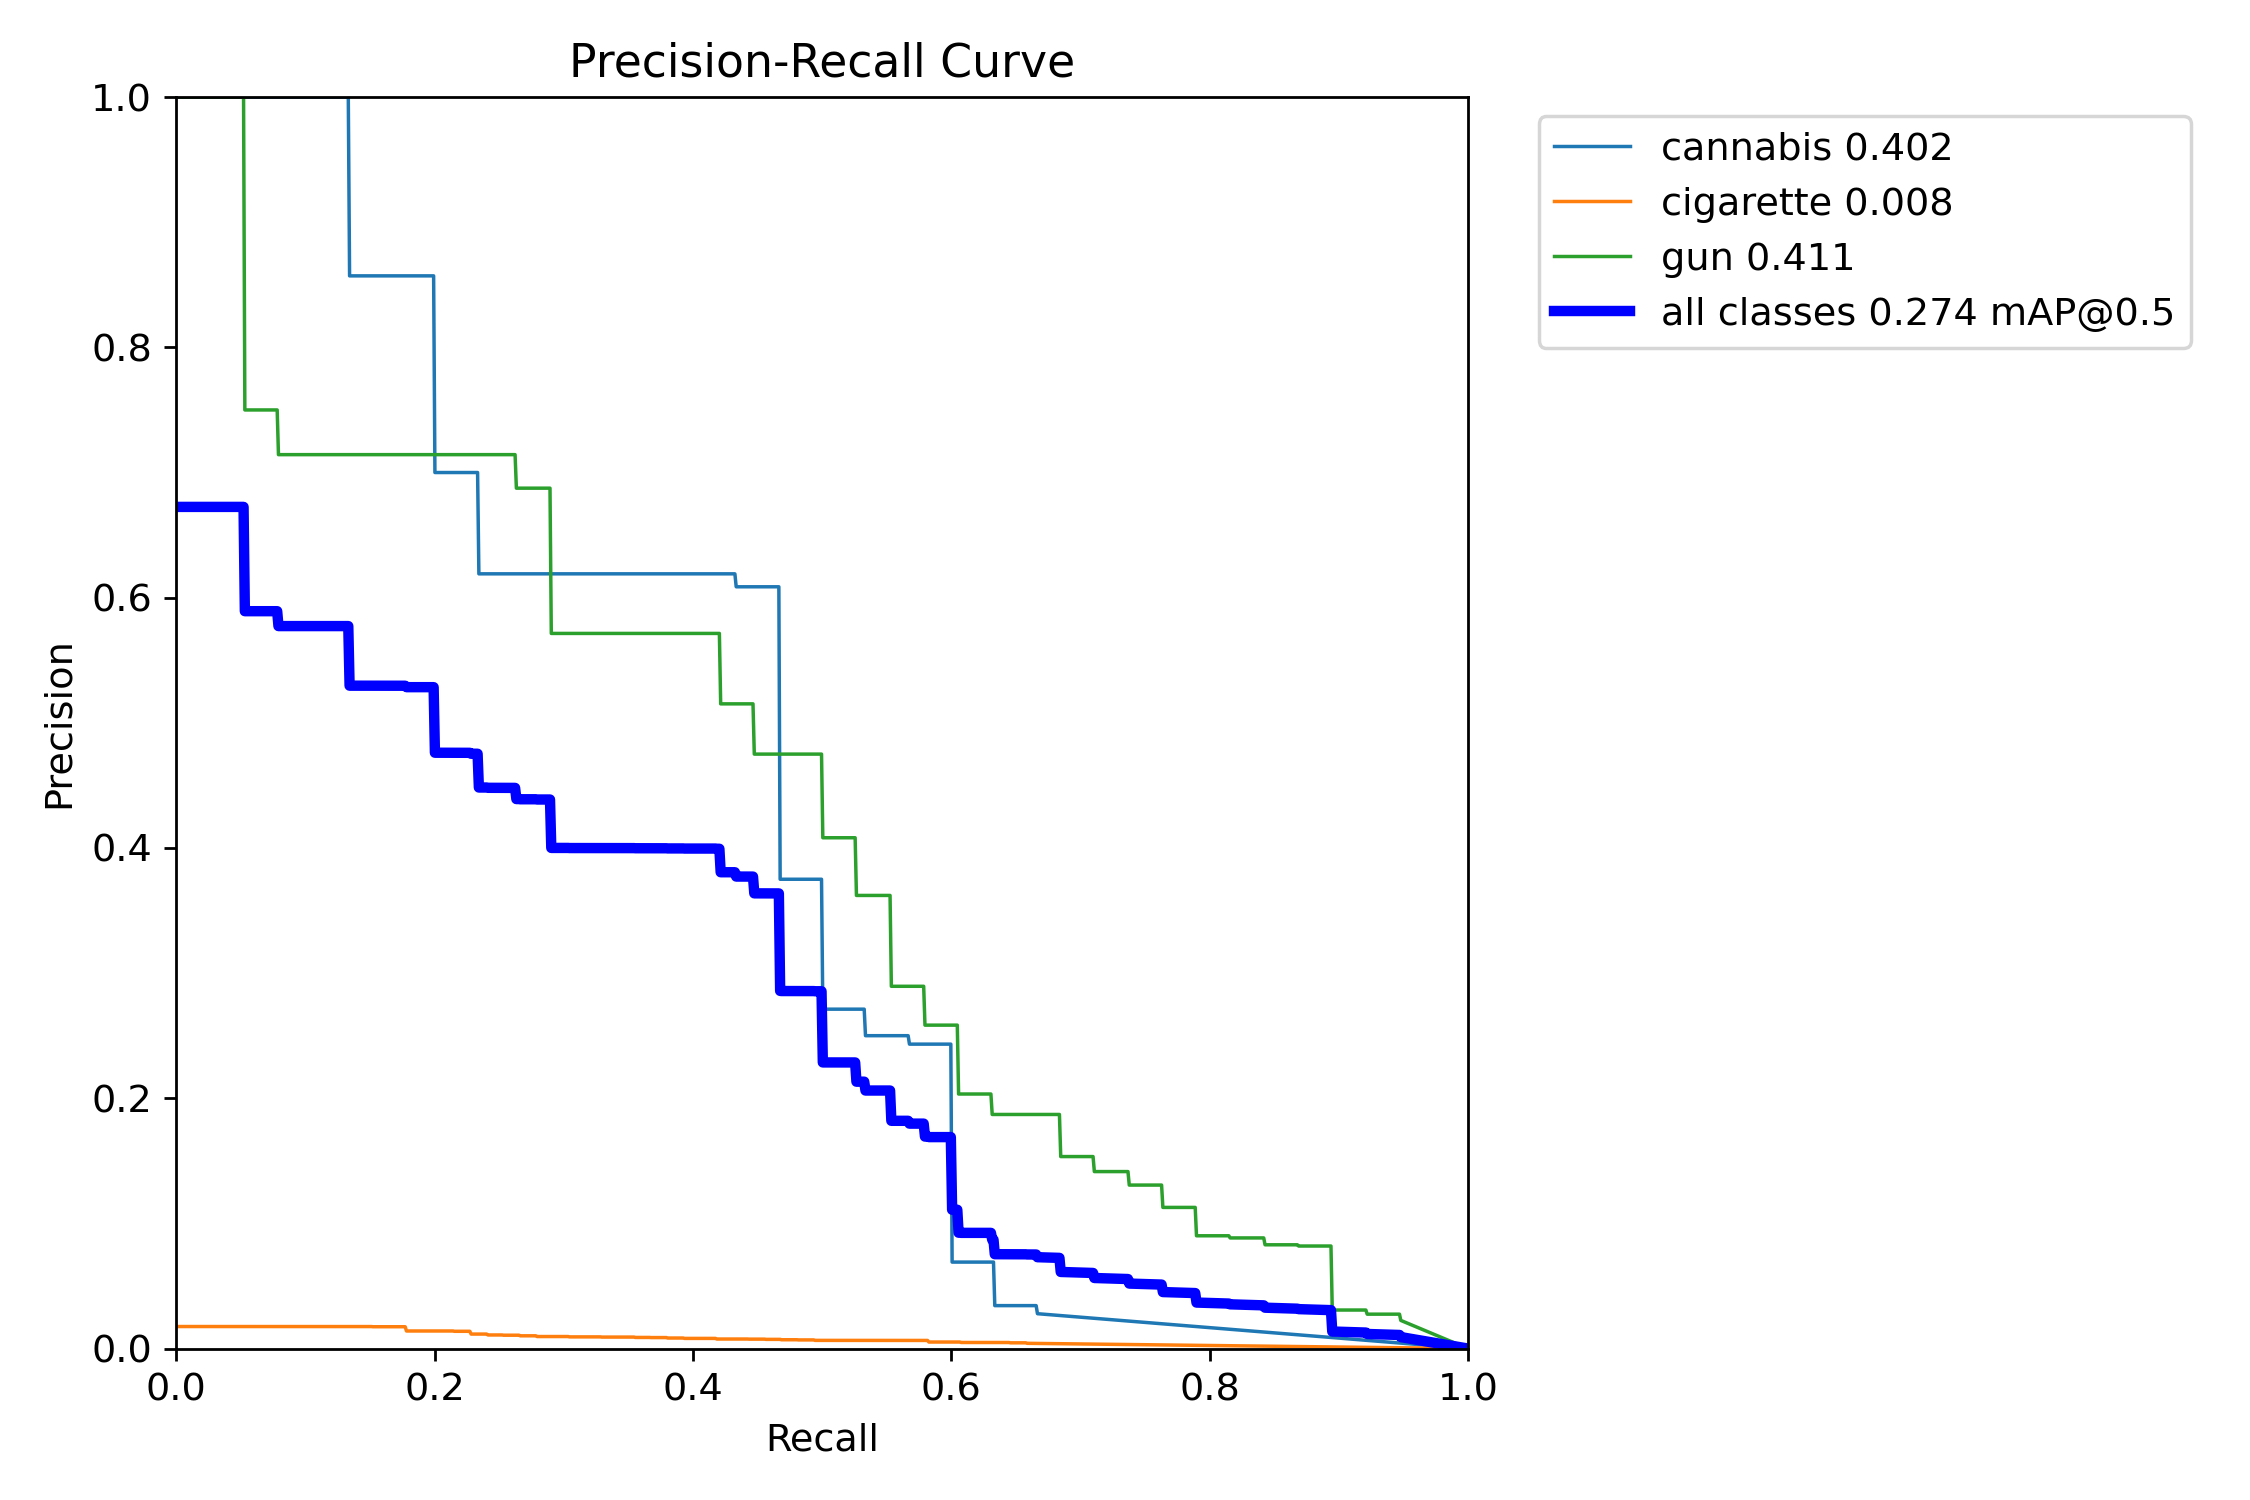 Precision-Recall Curve
1.0
0.8
0.6
0.4
0.2
0.0
Precision
0.0 0.2 0.4 0.6 0.8 1.0
Recall
cannabis 0.402
cigarette 0.008
gun 0.411
all classes 0.274 mAP@0.5